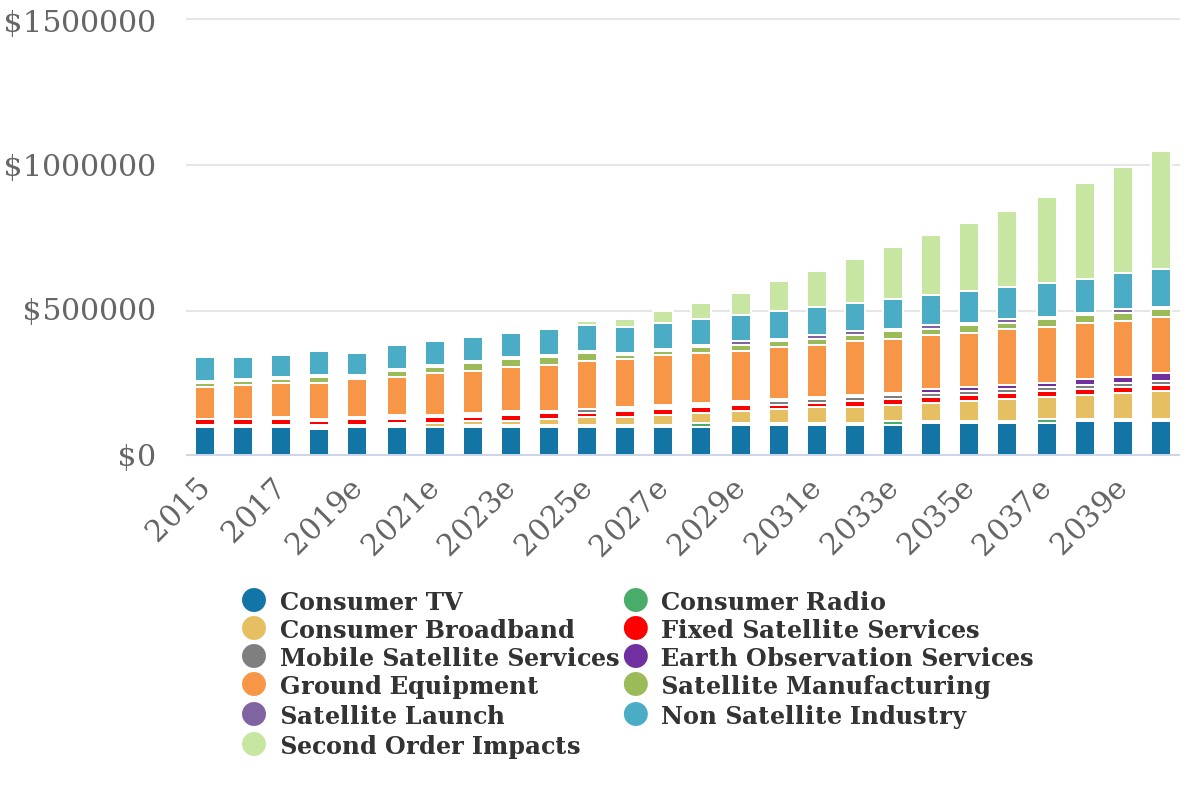 $1500000
$1000000
$500000
$0
2015 2017 2019e 2021e 2023e 2025e 2027e 2029e 2031e 2033e 2035e 2037e 2039e
Consumer TV Consumer Radio
Consumer Broadband Fixed Satellite Services
Mobile Satellite Services Earth Observation Services
Ground Equipment Satellite Manufacturing
Satellite Launch Non Satellite Industry
Second Order Impacts